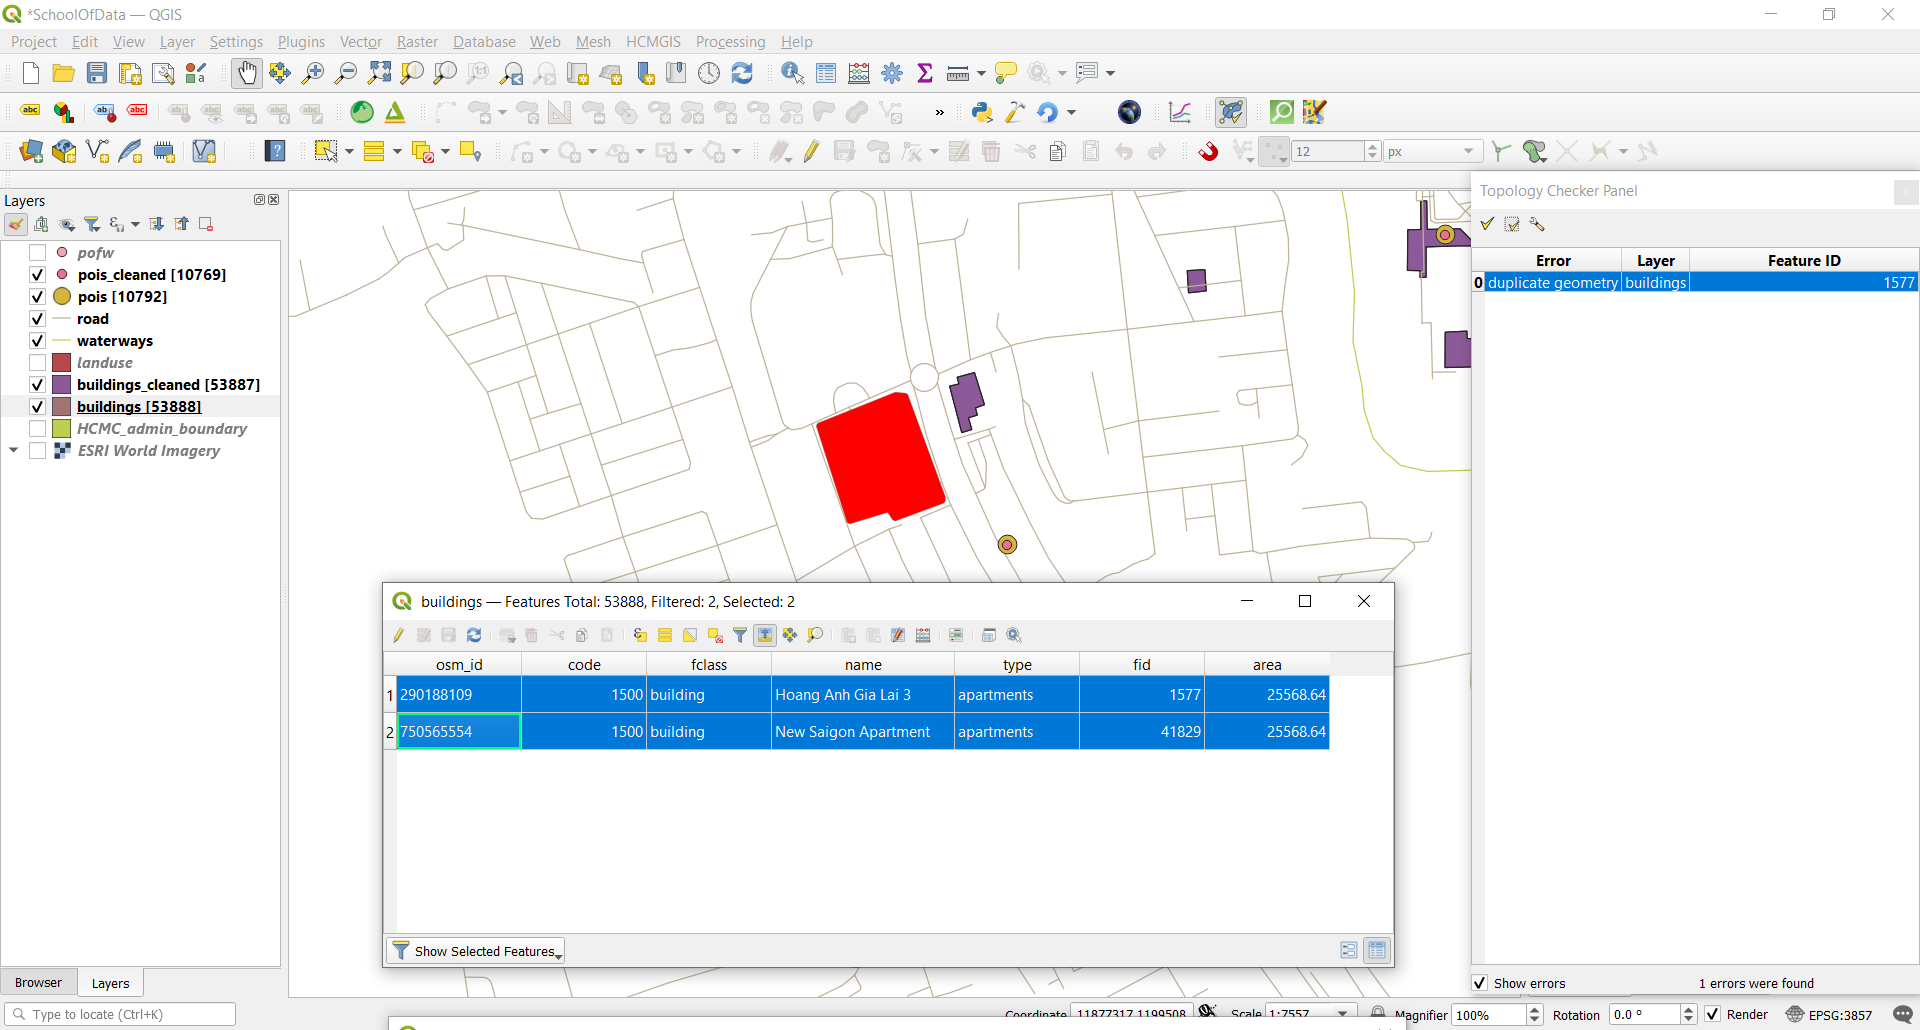 *SchoolOfData — QGIS
Project Edit View Layer Settings Plugins Vector Raster Database Web Mesh HCMGIS Processing Help
12 px
Layers
pofw
pois_cleaned [10769]
pois [10792]
road
waterways
landuse
buildings_cleaned [53887]
buildings [53888]
HCMC_admin_boundary
ESRI World Imagery
Topology Checker Panel
Error Layer Feature ID
0 duplicate geometry buildings 1577
buildings — Features Total: 53888, Filtered: 2, Selected: 2
osm_id code fclass name type fid area
1 290188109 1500 building Hoang Anh Gia Lai 3 apartments 1577 25568.64
2 750565554 1500 building New Saigon Apartment apartments 41829 25568.64
Show Selected Features
Browser Layers
Show errors 1 errors were found
Type to locate (Ctrl+K)
Coordinate 11877317,1199508 Scale 1:7557 Magnifier 100% Rotation 0.0 ° Render EPSG:3857